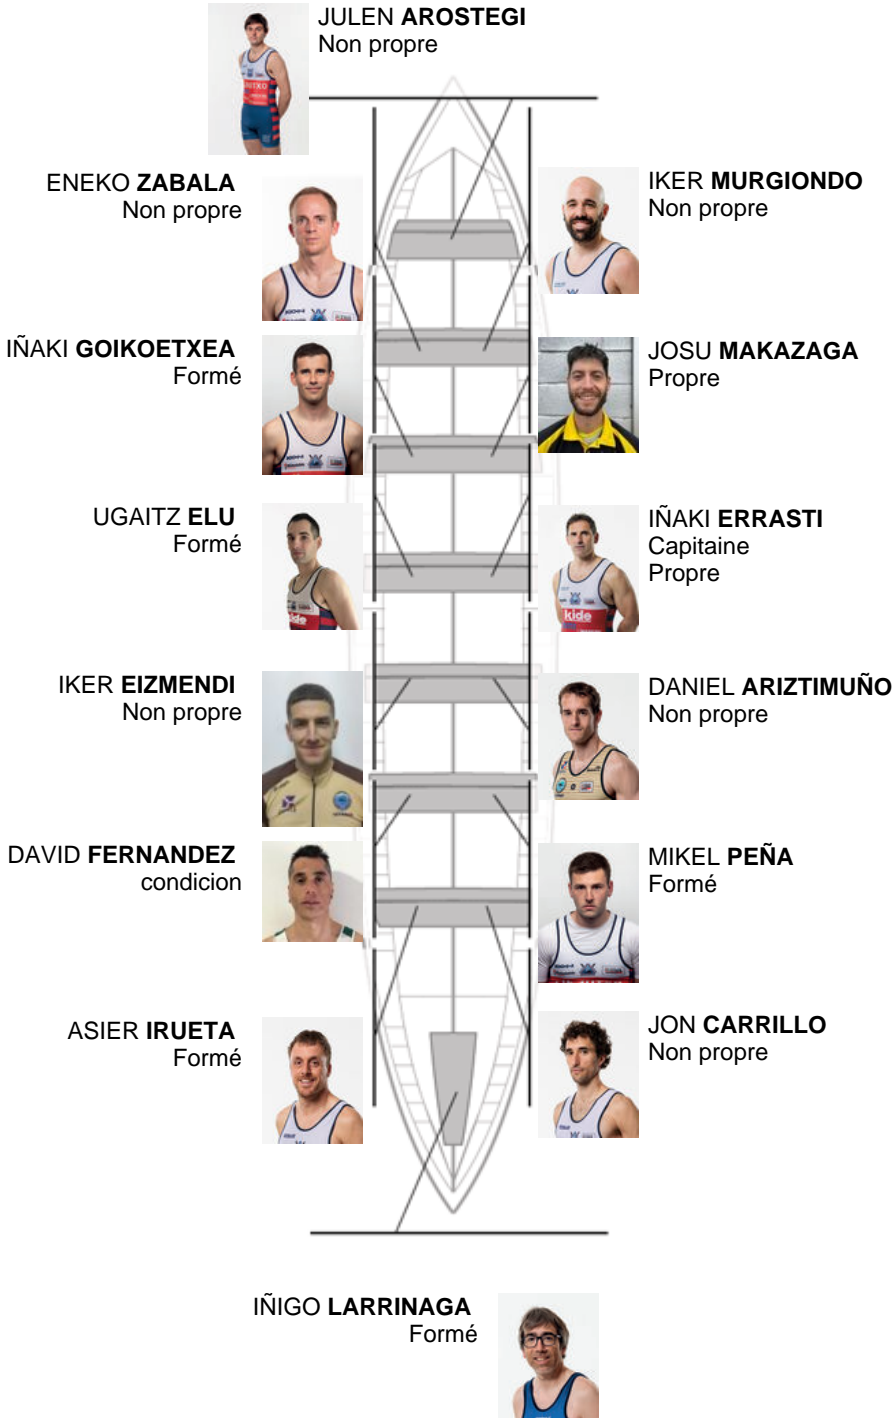 JULEN AROSTEGI
Non propre
ENEKO ZABALA
Non propre
IKER MURGIONDO
Non propre
IÑAKI GOIKOETXEA
Formé
JOSU MAKAZAGA
Propre
UGAITZ ELU
Formé
IÑAKI ERRASTI
Capitaine
Propre
kide
kide
IKER EIZMENDI
Non propre
DANIEL ARIZTIMUÑO
Non propre
DAVID FERNANDEZ
condicion
MIKEL PEÑA
Formé
ASIER IRUETA
Formé
JON CARRILLO
Non propre
IÑIGO LARRINAGA
Formé